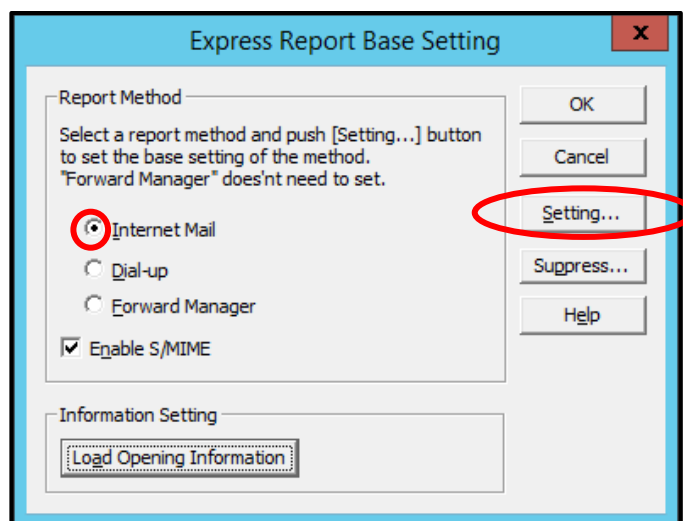 Express Report Base Setting
x
Report Method
Select a report method and push [Setting...] button
to set the base setting of the method.
"Forward Manager" does'nt need to set.
Internet Mail
Dial-up
Forward Manager
Enable S/MIME
OK
Cancel
Setting...
Suppress...
Help
Information Setting
Load Opening Information